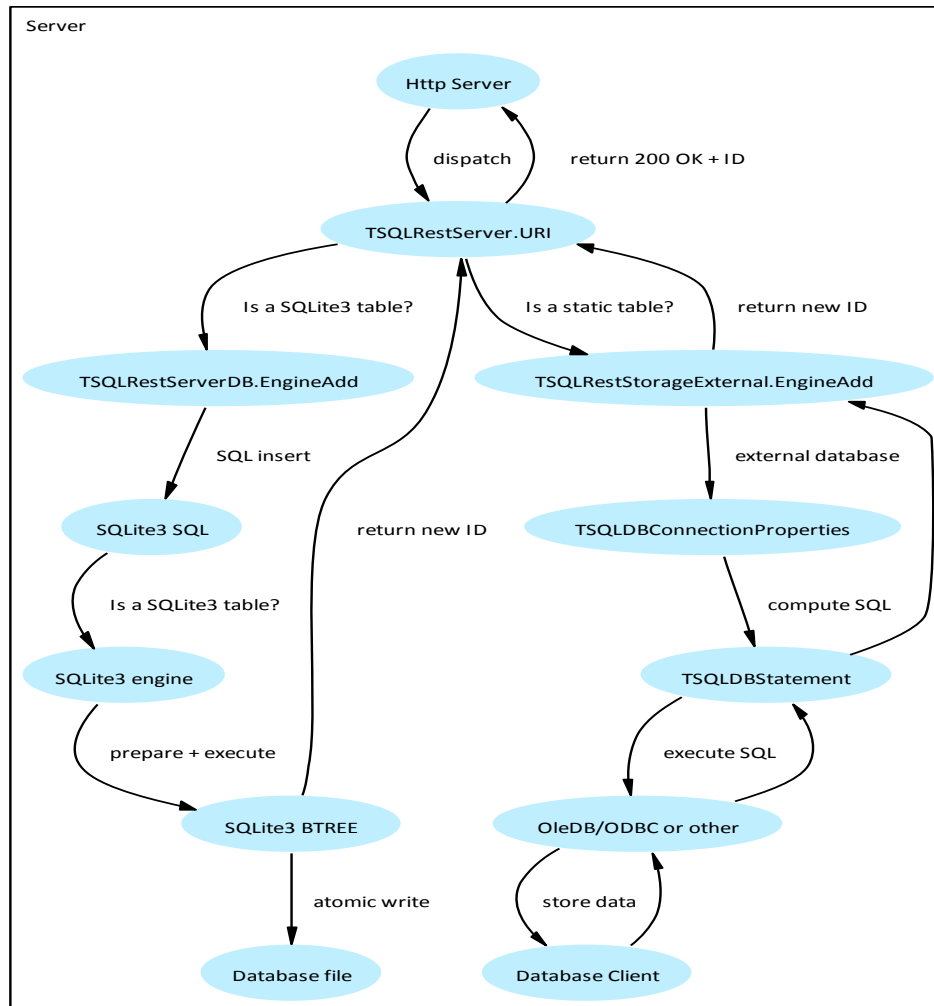 Server
Http Server
dispatch
return 200 OK + ID
TSQLRestServer.URI
Is a SQLite3 table?
Is a static table?
return new ID
TSQLRestServerDB.EngineAdd
TSQLRestStorageExternal.EngineAdd
SQL insert
external database
SQLite3 SQL
return new ID
TSQLDBConnectionProperties
Is a SQLite3 table?
compute SQL
SQLite3 engine
TSQLDBStatement
prepare + execute
execute SQL
SQLite3 BTREE
OleDB/ODBC or other
atomic write
store data
Database file
Database Client